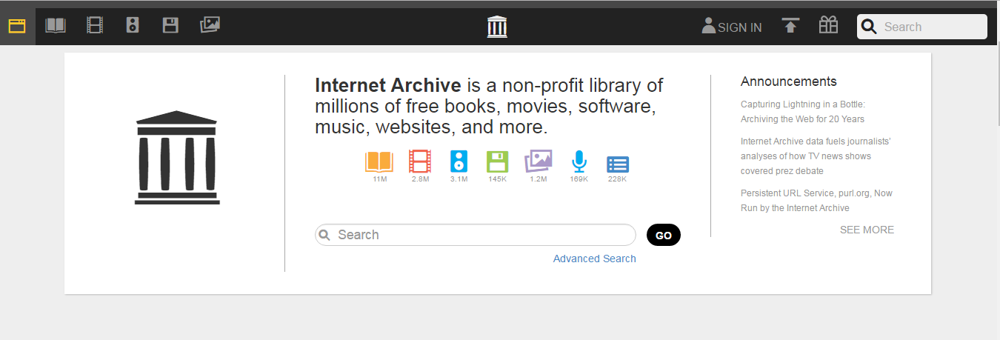 SIGN IN
Search
Internet Archive is a non-profit library of
millions of free books, movies, software,
music, websites, and more.
11M
2.8M
3.1M
145K
1.2M
169K
228K
Search
GO
Advanced Search
Announcements
Capturing Lightning in a Bottle:
Archiving the Web for 20 Years
Internet Archive data fuels journalists'
analyses of how TV news shows
covered prez debate
Persistent URL Service, purl.org, Now
Run by the Internet Archive
SEE MORE